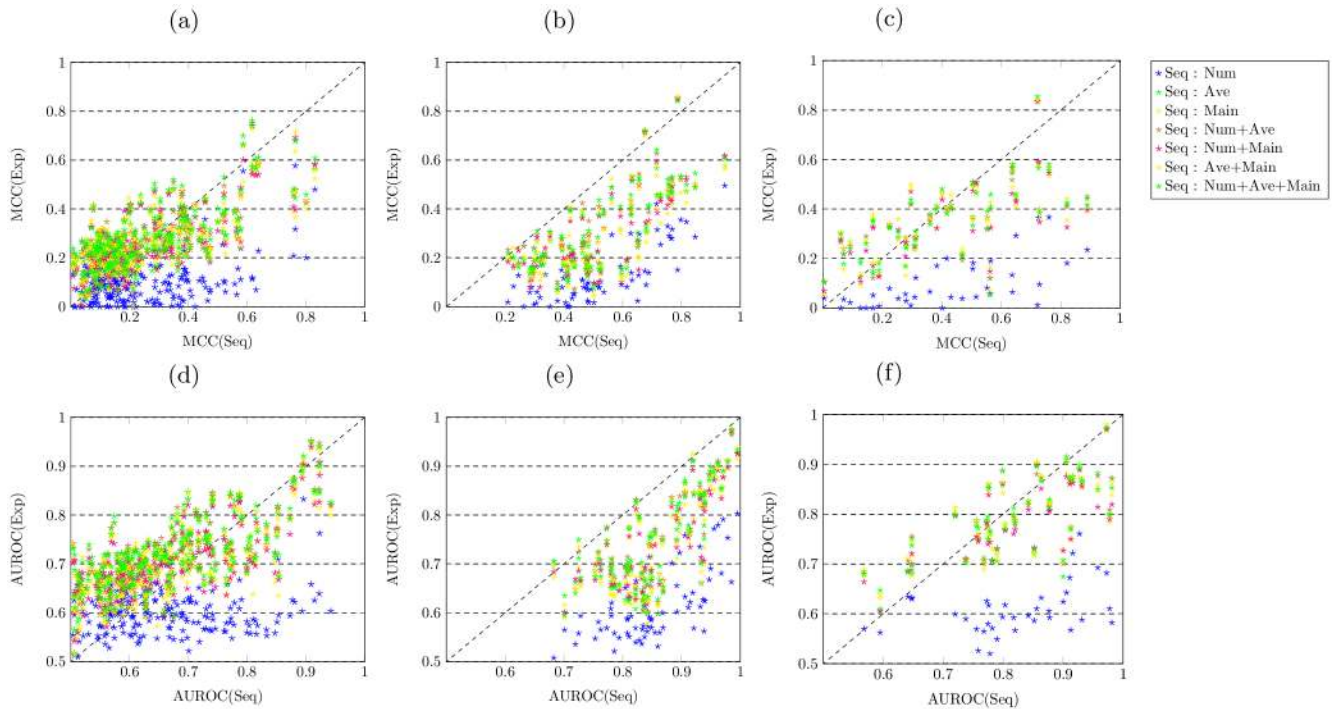 (a)
(b)
(c)
1
0.8
0.6
0.4
0.2
0
MCC(Exp)
0.2
0.4
0.6
0.8
1
MCC(Seq)
1
0.8
0.6
0.4
0.2
0
MCC(Exp)
0.2
0.4
0.6
0.8
1
MCC(Seq)
1
0.8
0.6
0.4
0.2
0
MCC(Exp)
0.2
0.4
0.6
0.8
1
MCC(Seq)
Seq : Num
Seq : Ave
Seq : Main
Seq : Num+Ave
Seq : Num+Main
Seq : Ave+Main
Seq : Num+Ave+Main
(d)
(e)
(f)
1
0.9
0.8
0.7
0.6
0.5
AUROC(Exp)
0.6
0.7
0.8
0.9
1
AUROC(Seq)
1
0.9
0.8
0.7
0.6
0.5
AUROC(Exp)
0.6
0.7
0.8
0.9
1
AUROC(Seq)
1
0.9
0.8
0.7
0.6
0.5
AUROC(Exp)
0.6
0.7
0.8
0.9
1
AUROC(Seq)